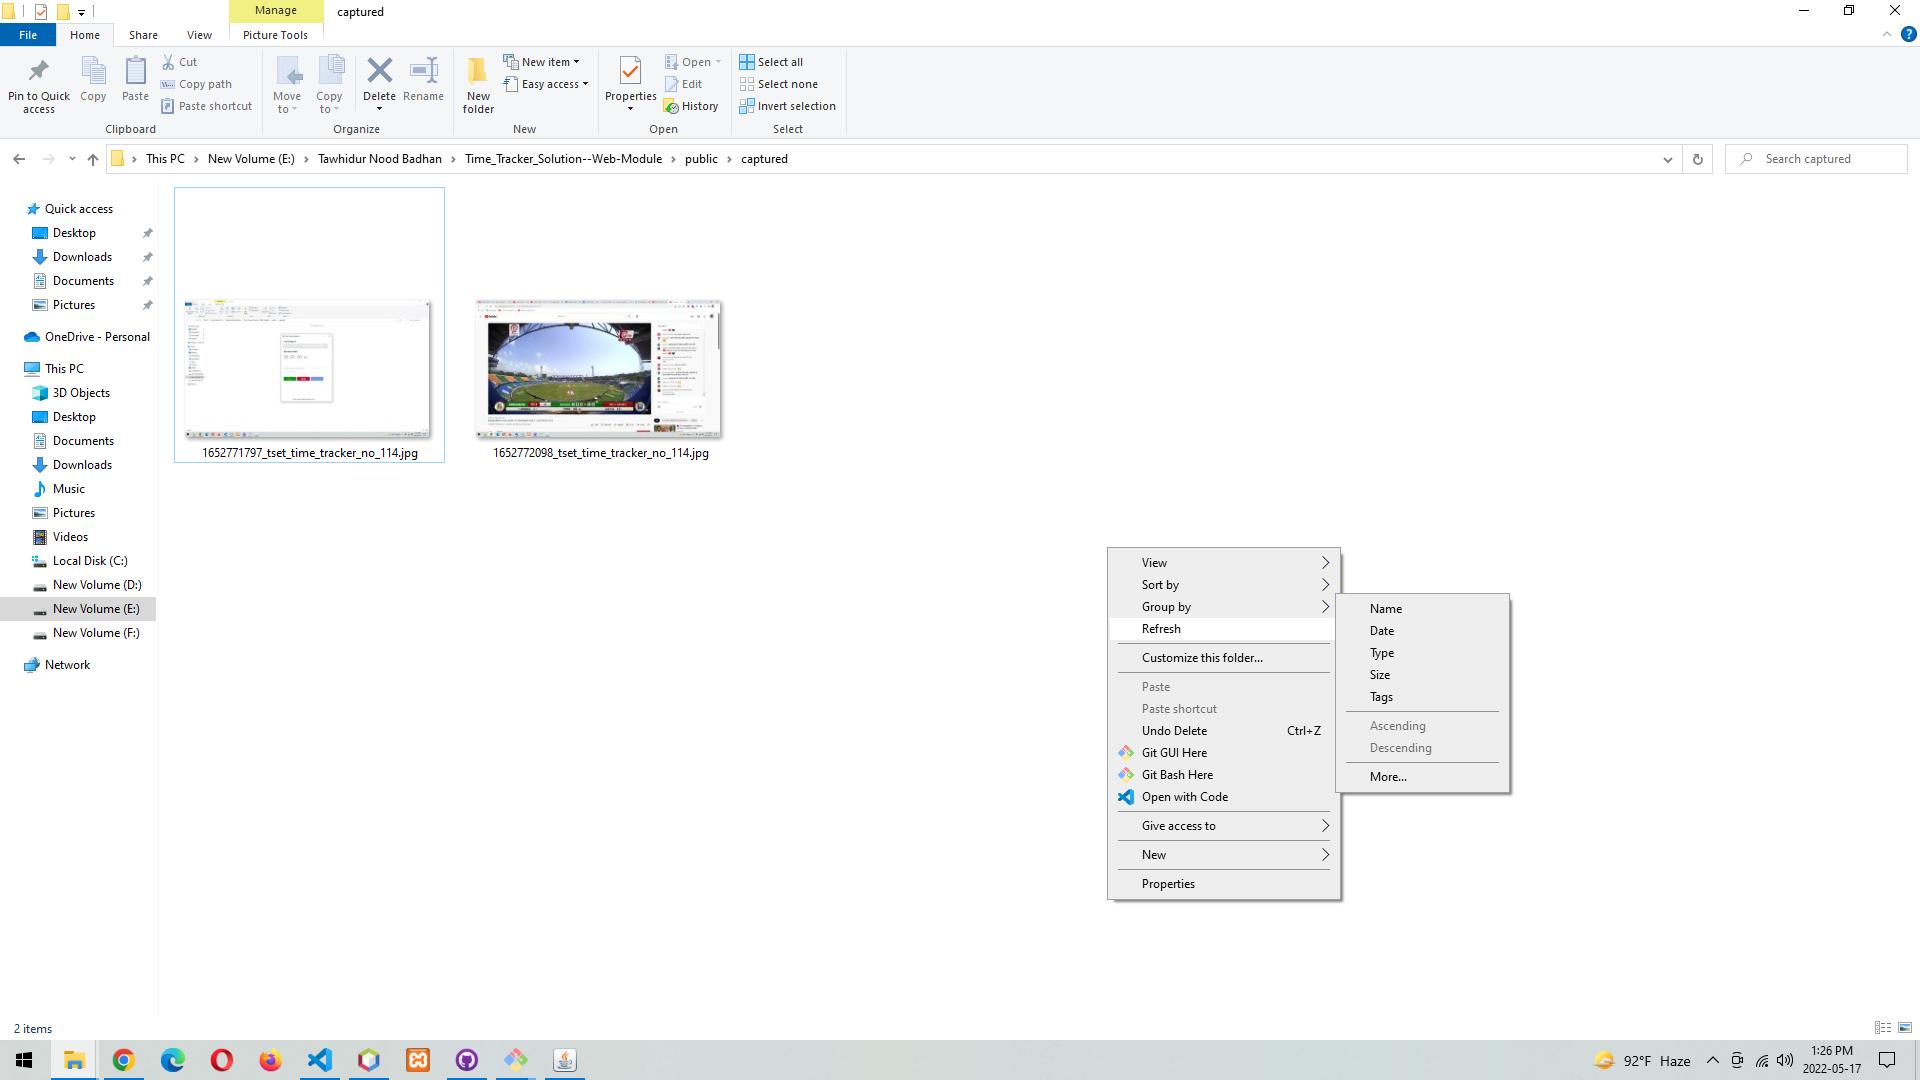 Manage
captured
File
Home
Share
View
Picture Tools
Pin to Quick access
Copy
Paste
Cut
Copy path
Paste shortcut
Clipboard
Move to
Copy to
Delete
Rename
Organize
New folder
New item
Easy access
New
Properties
Open
Edit
History
Open
Select all
Select none
Invert selection
Select
This PC
New Volume (E:)
Tawhidur Nood Badhan
Time_Tracker_Solution--Web-Module
public
captured
Search captured
Quick access
Desktop
Downloads
Documents
Pictures
OneDrive - Personal
This PC
3D Objects
Desktop
Documents
Downloads
Music
Pictures
Videos
Local Disk (C:)
New Volume (D:)
New Volume (E:)
New Volume (F:)
Network
1652771797_tset_time_tracker_no_114.jpg
1652772098_tset_time_tracker_no_114.jpg
View
Sort by
Group by
Refresh
Customize this folder...
Paste
Paste shortcut
Undo Delete Ctrl+Z
Git GUI Here
Git Bash Here
Open with Code
Give access to
New
Properties
Name
Date
Type
Size
Tags
Ascending
Descending
More...
2 items
92°F Haze
1:26 PM
2022-05-17